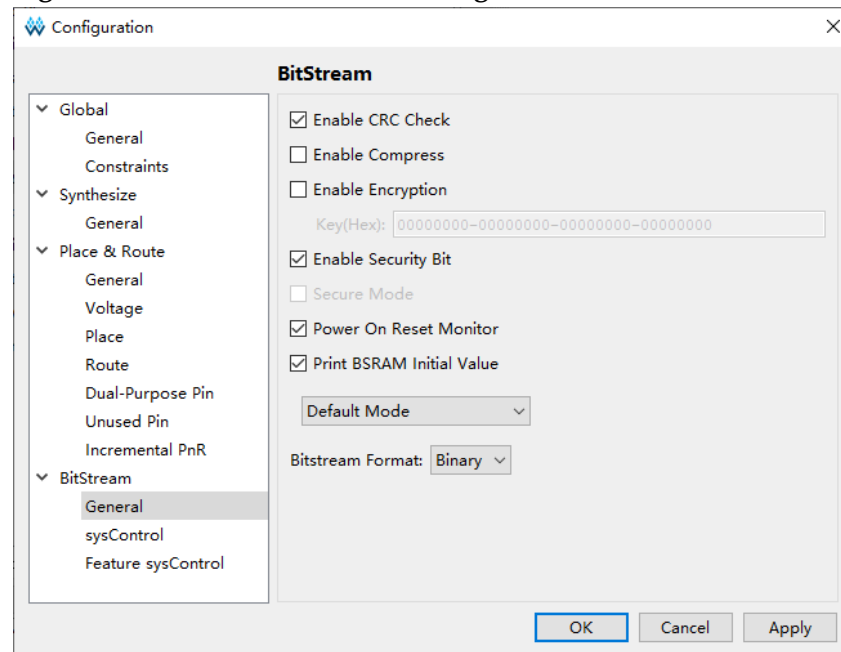 Configuration
BitStream
Global
General
Constraints
Synthesize
General
Place & Route
General
Voltage
Place
Route
Dual-Purpose Pin
Unused Pin
Incremental PnR
BitStream
General
sysControl
Feature sysControl
Enable CRC Check
Enable Compress
Enable Encryption
Key(Hex): 00000000-00000000-00000000-00000000
Enable Security Bit
Secure Mode
Power On Reset Monitor
Print BSRAM Initial Value
Default Mode
Bitstream Format: Binary
OK Cancel Apply